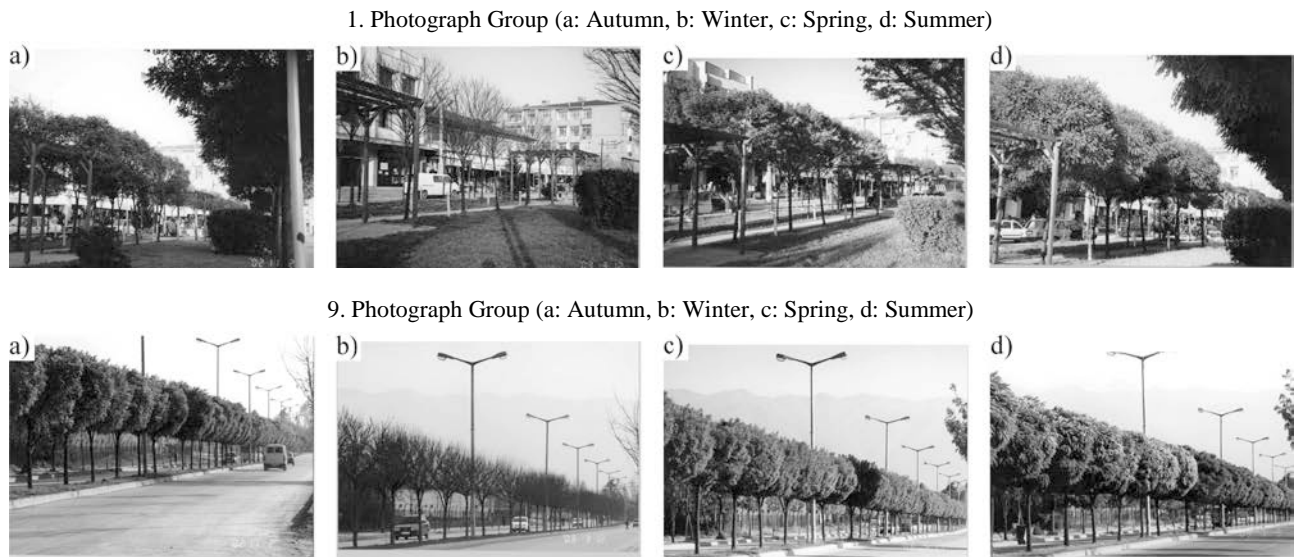 1. Photograph Group (a: Autumn, b: Winter, c: Spring, d: Summer)
a) b) c) d)
9. Photograph Group (a: Autumn, b: Winter, c: Spring, d: Summer)
a) b) c) d)